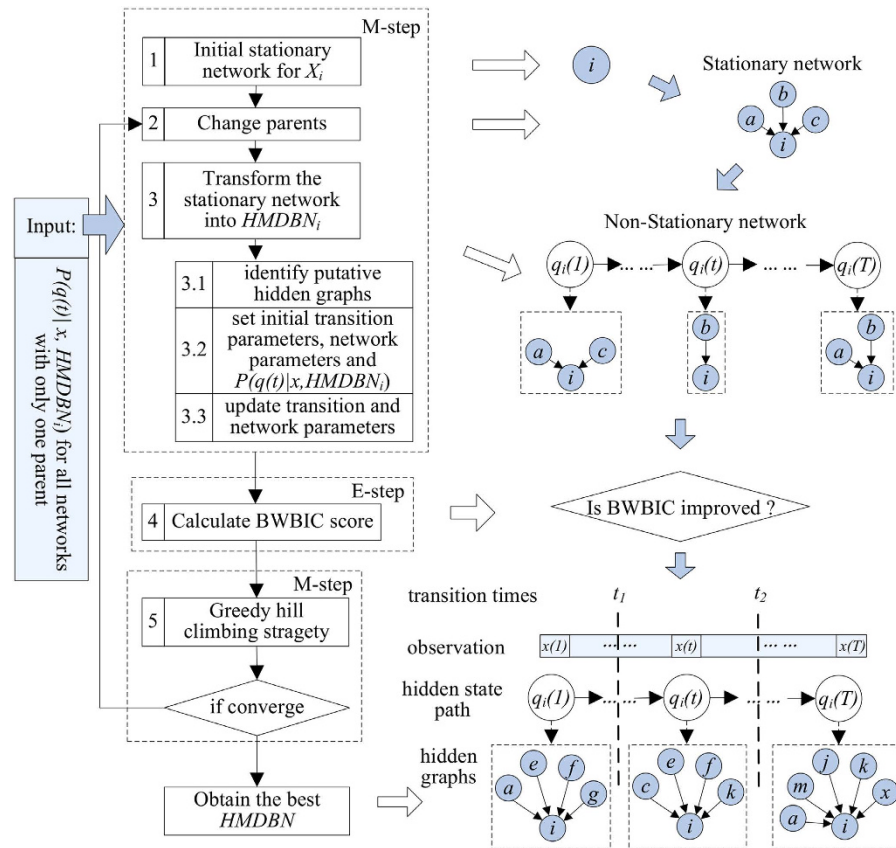 M-step
1
Initial stationary
network for Xi
2
Change parents
3
Transform the
stationary network
into HMDBNi
3.1
identify putative
hidden graphs
3.2
set initial transition
parameters, network
parameters and
P(q(t)|x,HMDBNi)
3.3
update transition and
network parameters
Input:
P(q(t)| x, HMDBNi) for all networks
with only one parent
E-step
4
Calculate BWBIC score
M-step
5
Greedy hill
climbing stragety
if converge
Obtain the best
HMDBN
i
Stationary network
b
a
c
i
Non-Stationary network
qi(1)
... ...
qi(t)
... ...
qi(T)
a
c
i
b
i
b
a
i
Is BWBIC improved ?
transition times
t1
t2
observation
x(1)
... ...
x(t)
... ...
x(T)
hidden state
path
qi(1)
... ...
qi(t)
... ...
qi(T)
hidden
graphs
e
f
a
g
i
e
f
c
k
i
j
k
m
x
a
i